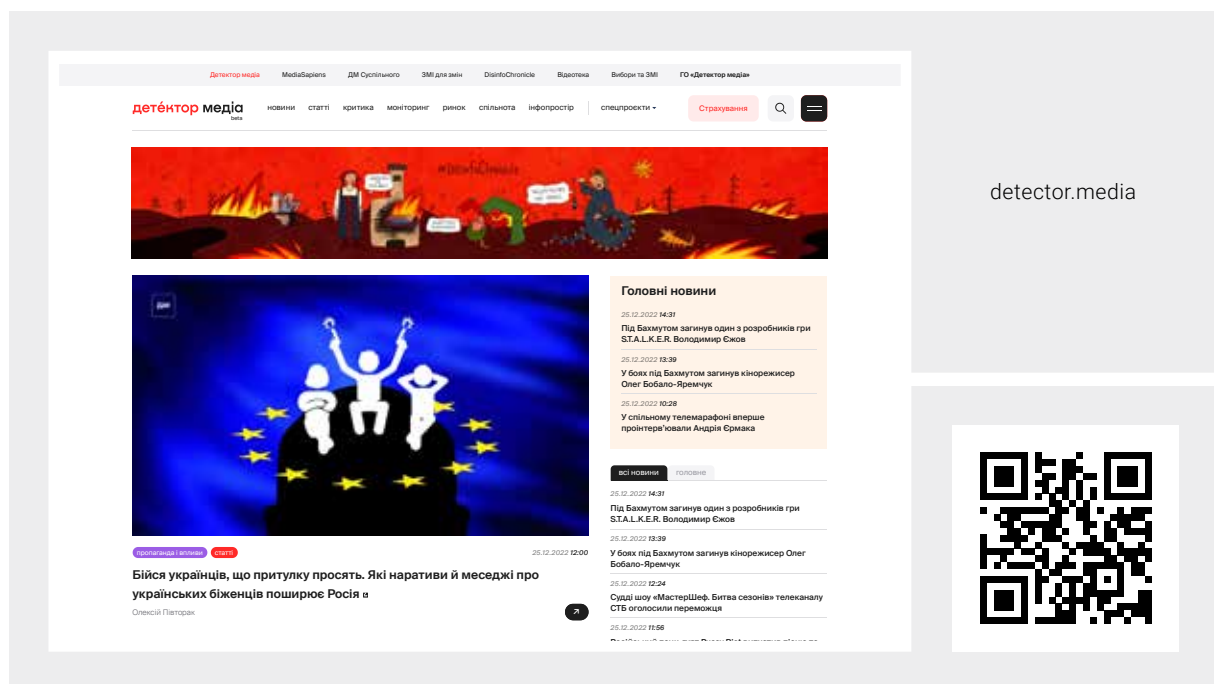 Детектор медіа MediaSapiens ДМ Суспільного ЗМІ для змін DisinfoChronicle Відеотека Вибори та ЗМІ ГО «Детектор медіа»
детéктор медіа
beta
новини статті критика моніторинг ринок спільнота інфопростір спецпроєкти
Страхування
detector.media
Головні новини
25.12.2022 14:31
Під Бахмутом загинув один з розробників гри
S.T.A.L.K.E.R. Володимир Єжов
25.12.2022 13:39
У боях під Бахмутом загинув кінорежисер
Олег Бобало-Яремчук
25.12.2022 10:28
У спільному телемарафоні вперше
проінтерв'ювали Андрія Єрмака
всі новини головне
25.12.2022 14:31
Під Бахмутом загинув один з розробників гри
S.T.A.L.K.E.R. Володимир Єжов
25.12.2022 13:39
У боях під Бахмутом загинув кінорежисер Олег
Бобало-Яремчук
25.12.2022 12:24
Судді шоу «МастерШеф. Битва сезонів» телеканалу
СТБ оголосили переможця
25.12.2022 11:56
пропаганда і впливи статті
25.12.2022 12:00
Бійся українців, що притулку просять. Які наративи й меседжі про
українських біженців поширює Росія
Олексій Півторак